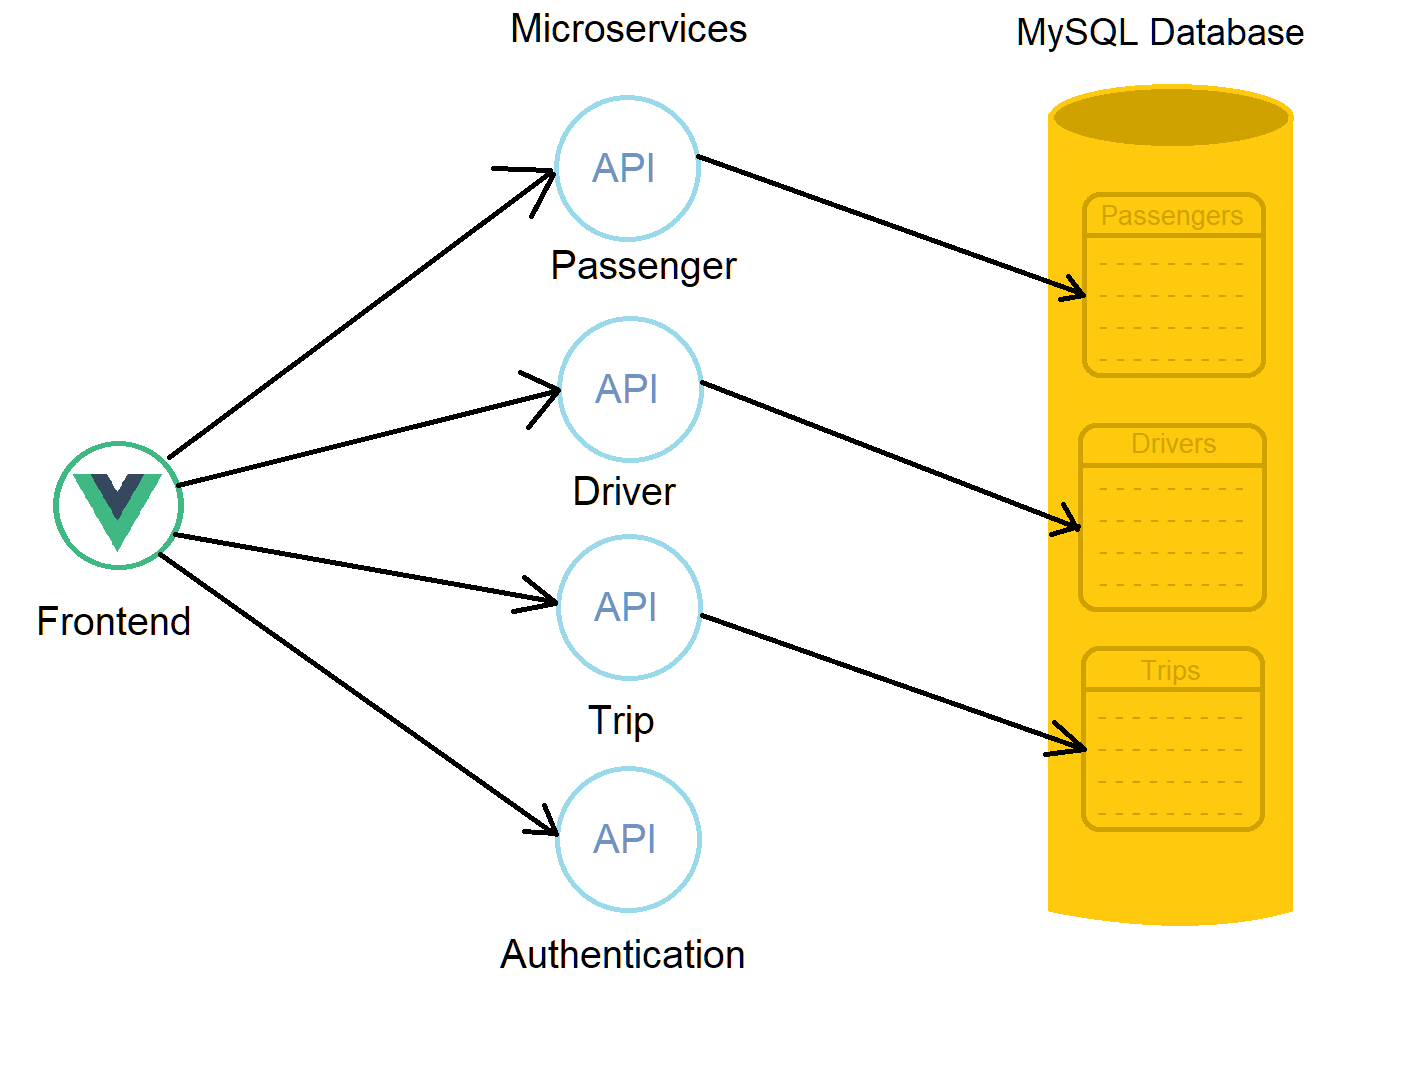 Microservices
MySQL Database
API
Passenger
API
Driver
API
Trip
API
Authentication
Frontend
Passengers
Drivers
Trips